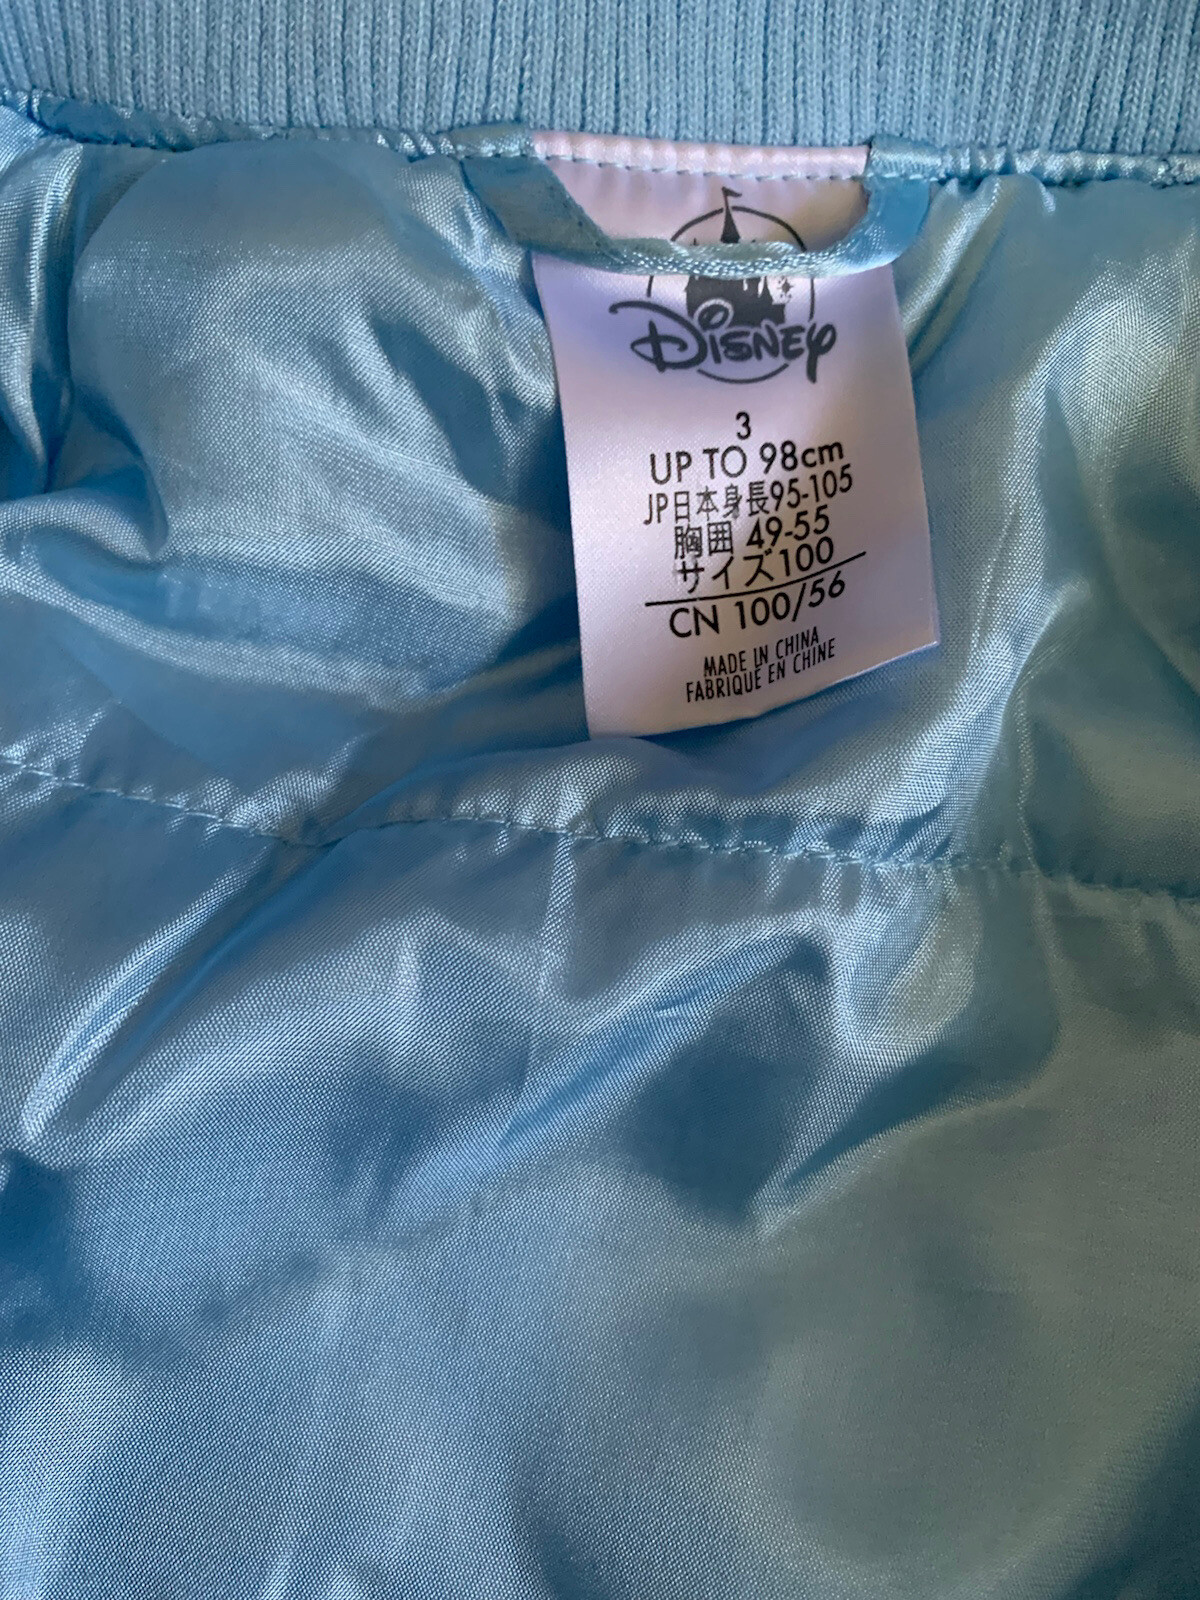 Disney
3
UP TO 98cm
JP日本身長95-105
胸囲 49-55
サイズ100
CN 100/56
MADE IN CHINA
FABRIQUÉ EN CHINE